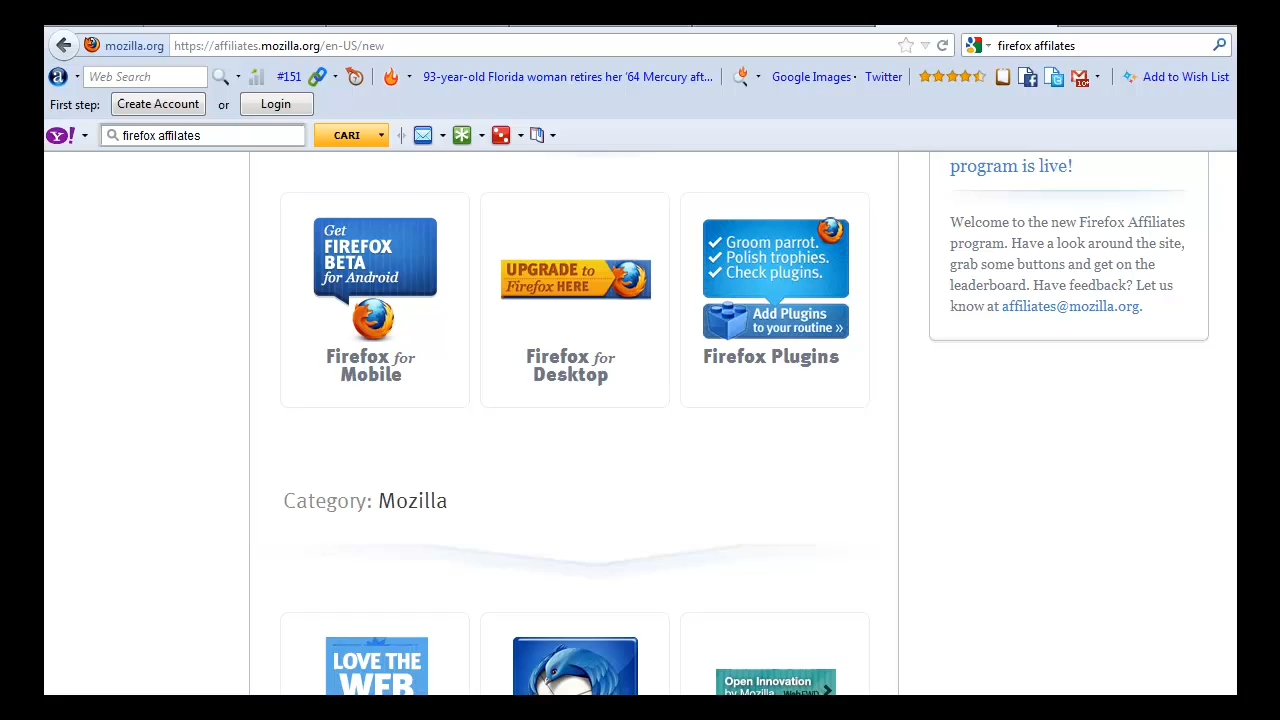 mozilla.org
https://affiliates.mozilla.org/en-US/new
firefox affilates
Web Search
#151
93-year-old Florida woman retires her '64 Mercury aft...
Google Images
Twitter
10+
Add to Wish List
First step:
Create Account
or
Login
Y!
firefox affilates
CARI
program is live!
Welcome to the new Firefox Affiliates
program. Have a look around the site,
grab some buttons and get on the
leaderboard. Have feedback? Let us
know at affiliates@mozilla.org.
Get
FIREFOX
BETA
for Android
Firefox for
Mobile
UPGRADE to
Firefox HERE
Firefox for
Desktop
Groom parrot.
Polish trophies.
Check plugins.
Add Plugins
to your routine »
Firefox Plugins
Category: Mozilla
LOVE THE
WEB
Open Innovation
by Mozilla WebFWD